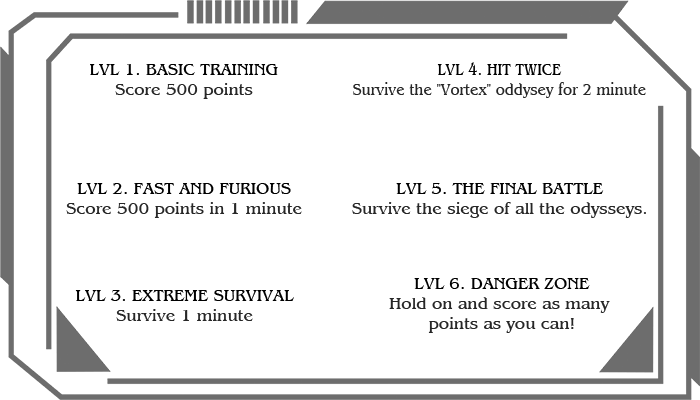 LVL 1. BASIC TRAINING
Score 500 points
LVL 2. FAST AND FURIOUS
Score 500 points in 1 minute
LVL 3. EXTREME SURVIVAL
Survive 1 minute
LVL 4. HIT TWICE
Survive the "Vortex" oddysey for 2 minute
LVL 5. THE FINAL BATTLE
Survive the siege of all the odysseys.
LVL 6. DANGER ZONE
Hold on and score as many
points as you can!